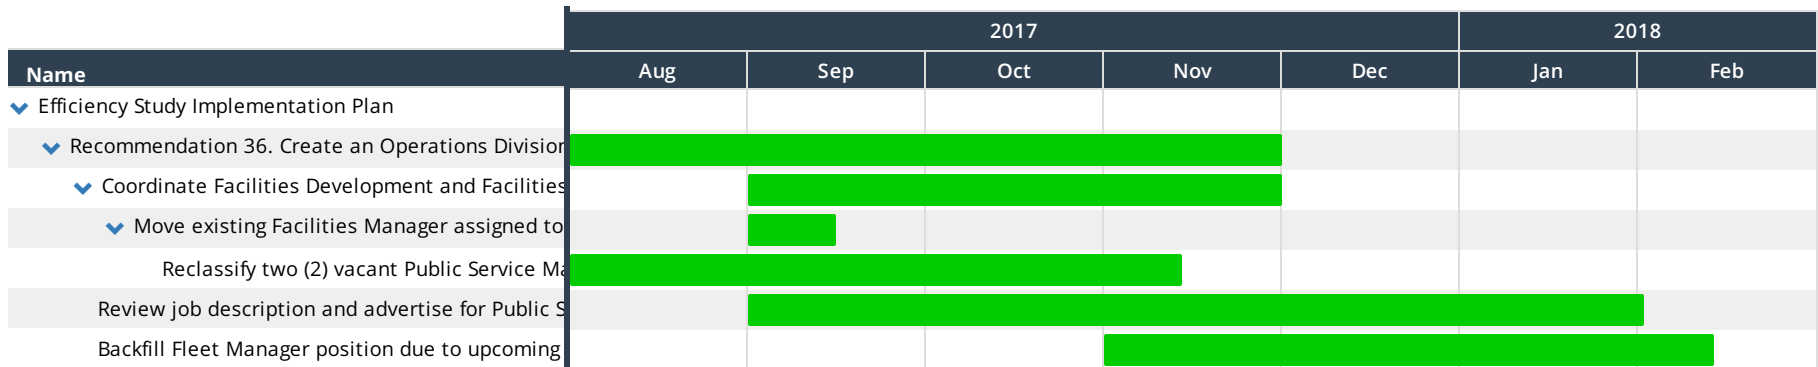 2017 2018
Name Aug Sep Oct Nov Dec Jan Feb
Efficiency Study Implementation Plan
Recommendation 36. Create an Operations Division
Coordinate Facilities Development and Facilities
Move existing Facilities Manager assigned to
Reclassify two (2) vacant Public Service Ma
Review job description and advertise for Public S
Backfill Fleet Manager position due to upcoming